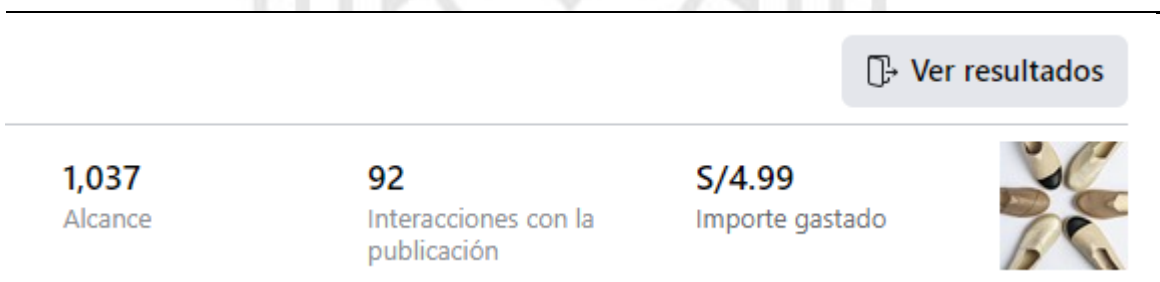 Ver resultados
1,037
Alcance
92
Interacciones con la
publicación
S/4.99
Importe gastado